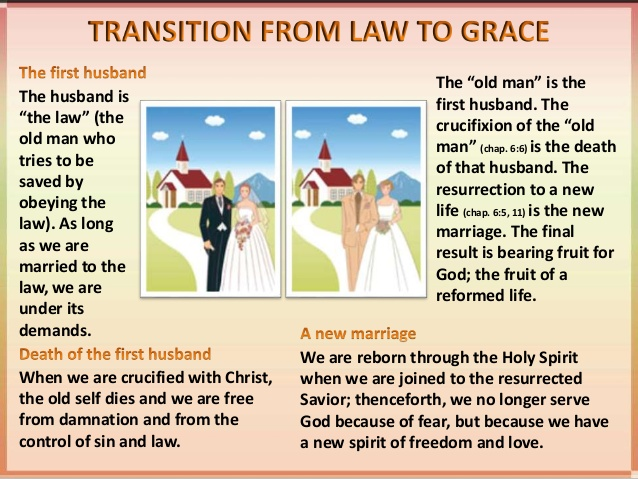 TRANSITION FROM LAW TO GRACE
The first husband
The husband is
“the law” (the
old man who
tries to be
saved by
obeying the
law). As long
as we are
married to the
law, we are
under its
demands.
The “old man” is the
first husband. The
crucifixion of the “old
man” (chap. 6:6) is the death
of that husband. The
resurrection to a new
life (chap. 6:5, 11) is the new
marriage. The final
result is bearing fruit for
God; the fruit of a
reformed life.
Death of the first husband
When we are crucified with Christ,
the old self dies and we are free
from damnation and from the
control of sin and law.
A new marriage
We are reborn through the Holy Spirit
when we are joined to the resurrected
Savior; thenceforth, we no longer serve
God because of fear, but because we have
a new spirit of freedom and love.